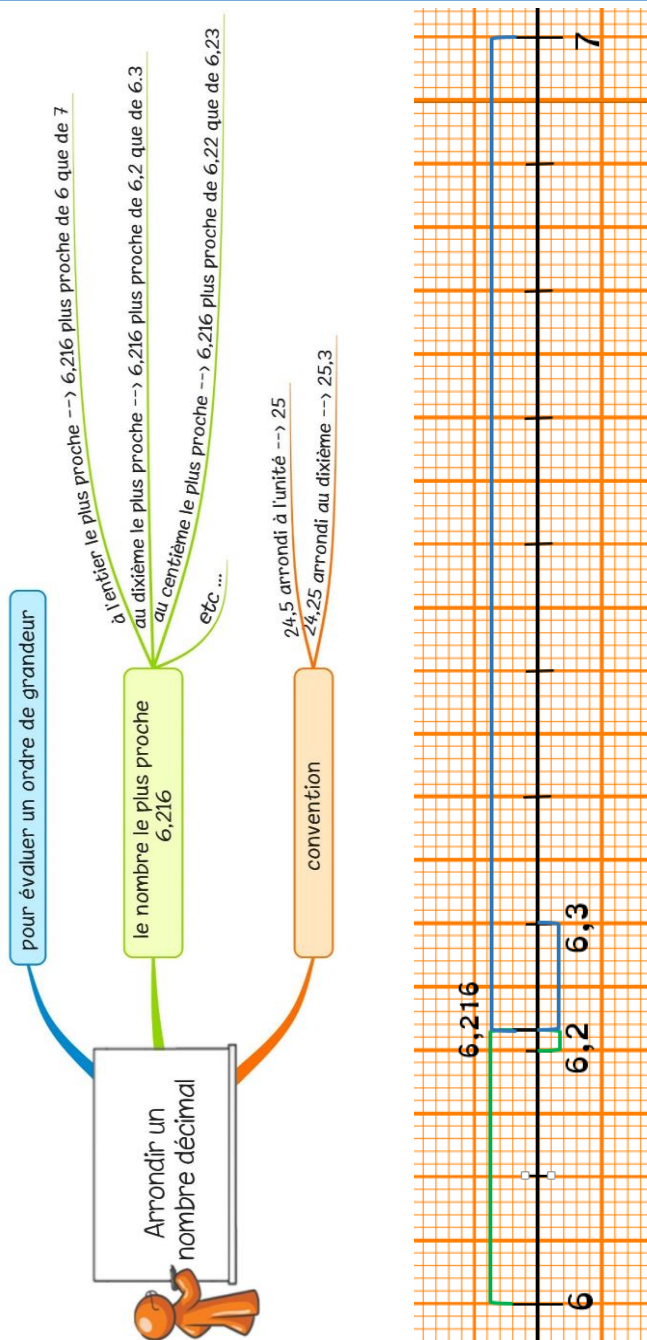 Arrondir un
nombre décimal
pour évaluer un ordre de grandeur
le nombre le plus proche
6,216
à l'entier le plus proche --> 6,216 plus proche de 6 que de 7
au dixième le plus proche --> 6,216 plus proche de 6,2 que de 6.3
au centième le plus proche --> 6,216 plus proche de 6,22 que de 6,23
etc ...
convention
24,5 arrondi à l'unité --> 25
24,25 arrondi au dixième --> 25,3
6,216
6
6,2
6,3
7